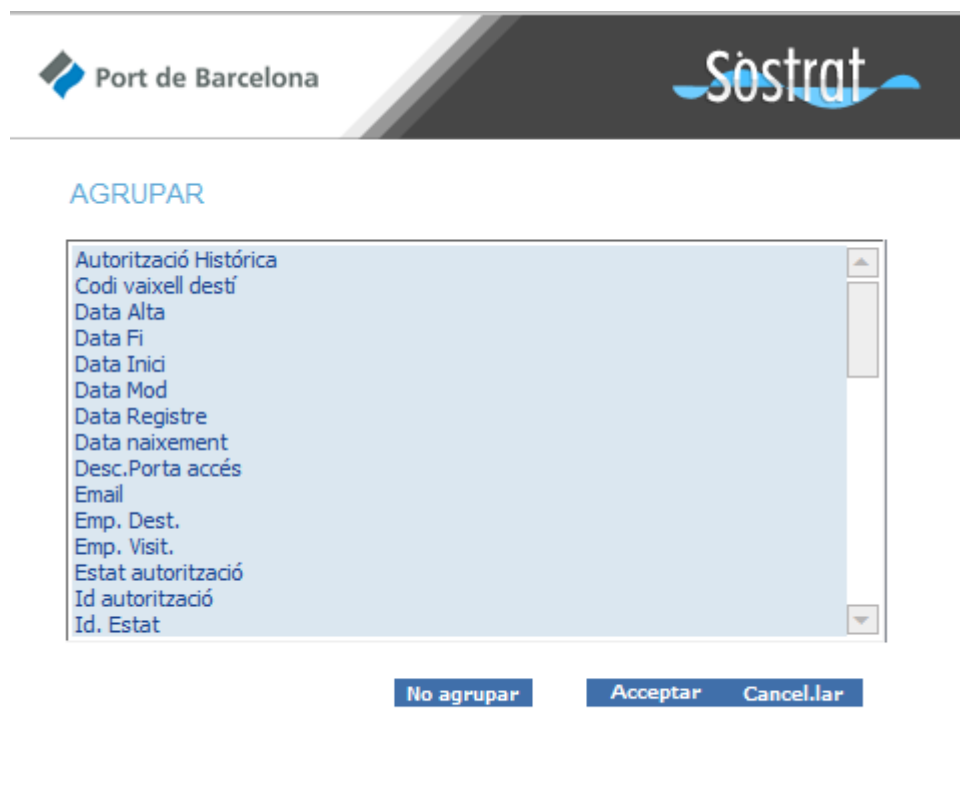 Port de Barcelona
Sòstrat
AGRUPAR
Autorització Histórica
Codi vaixell destí
Data Alta
Data Fi
Data Inici
Data Mod
Data Registre
Data naixement
Desc.Porta accés
Email
Emp. Dest.
Emp. Visit.
Estat autorització
Id autorització
Id. Estat
No agrupar
Acceptar
Cancel.lar